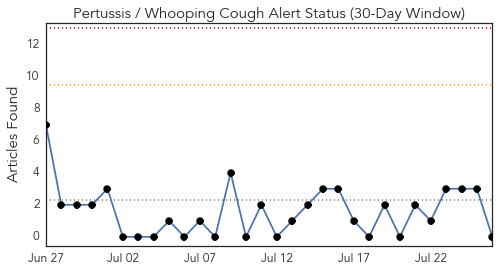 Pertussis / Whooping Cough Alert Status (30-Day Window)
Articles Found
12
10
8
6
4
2
0
Jun 27
Jul 02
Jul 07
Jul 12
Jul 17
Jul 22